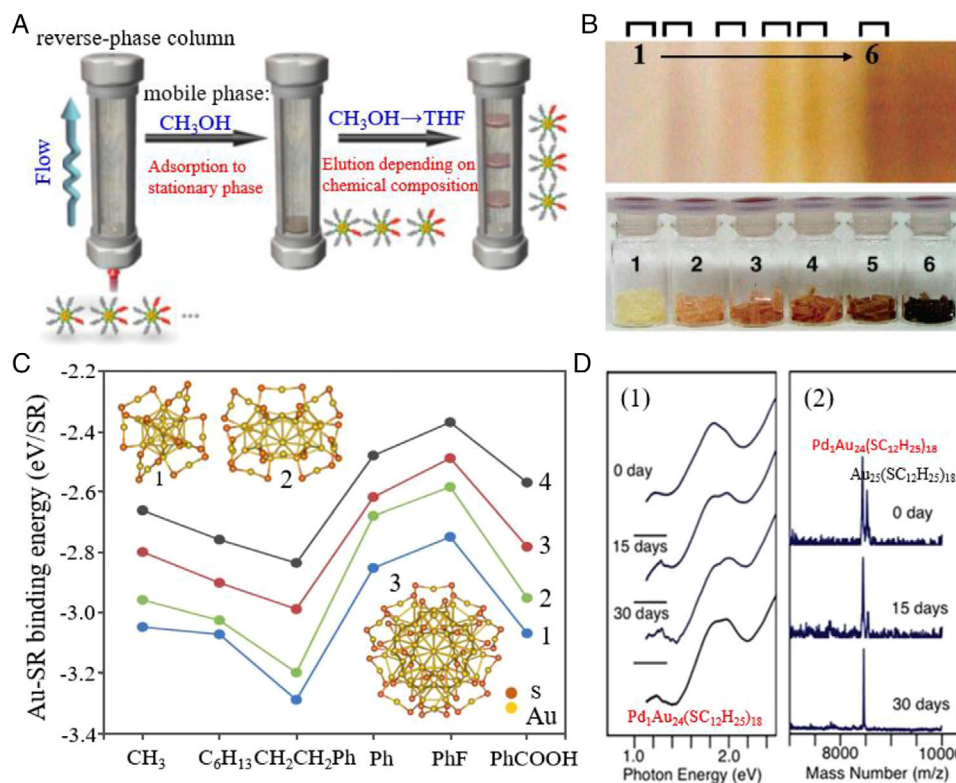 A
reverse-phase column
Flow
mobile phase:
CH₃OH
Adsorption to
stationary phase
CH₃OH→THF
Elution depending on
chemical composition
...
B
1 6
1 2 3 4 5 6
C
Au-SR binding energy (eV/SR)
-2.2
-2.4
-2.6
-2.8
-3.0
-3.2
-3.4
1
2
3
4
3
2
1
S
Au
CH₃ C₆H₁₃ CH₂CH₂Ph Ph PhF PhCOOH
D
(1)
0 day
15 days
30 days
Pd₁Au₂₄(SC₁₂H₂₅)₁₈
1.0 2.0
Photon Energy (eV)
(2)
Pd₁Au₂₄(SC₁₂H₂₅)₁₈
Au₂₅(SC₁₂H₂₅)₁₈
0 day
15 days
30 days
8000 10000
Mass Number (m/z)